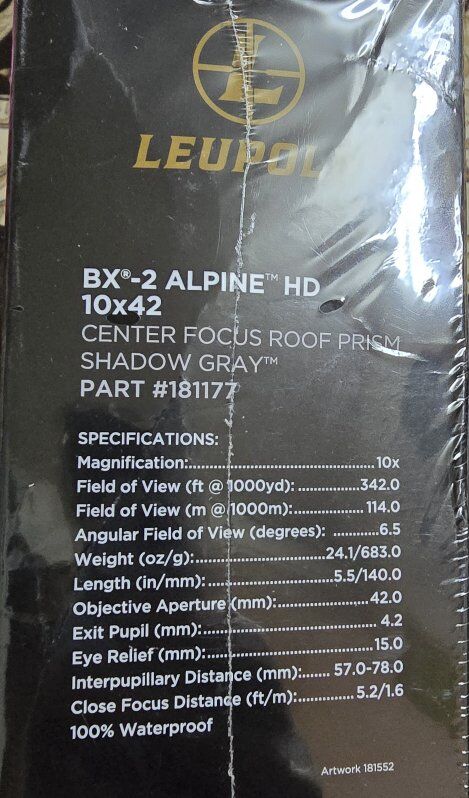 LEUPOL
BX®-2 ALPINE™ HD
10x42
CENTER FOCUS ROOF PRISM
SHADOW GRAY™
PART #181177
SPECIFICATIONS:
Magnification:..............................................10x
Field of View (ft @ 1000yd): ..................342.0
Field of View (m @ 1000m):...................114.0
Angular Field of View (degrees): ...........6.5
Weight (oz/g):.................................24.1/683.0
Length (in/mm):...............................5.5/140.0
Objective Aperture (mm):.......................42.0
Exit Pupil (mm):..........................................4.2
Eye Relief (mm):.........................................15.0
Interpupillary Distance (mm):....... 57.0-78.0
Close Focus Distance (ft/m):..............5.2/1.6
100% Waterproof
Artwork 181552